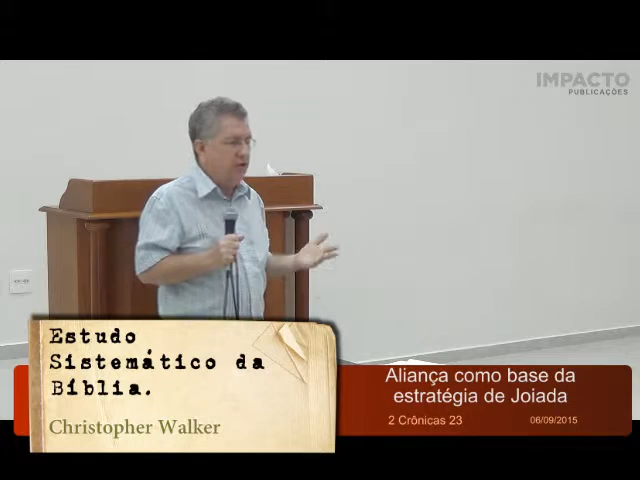 IMPACTO
PUBLICAÇÕES
Estudo
Sistemático da
Bíblia.
Christopher Walker
Aliança como base da
estratégia de Joiada
2 Crônicas 23
06/09/2015